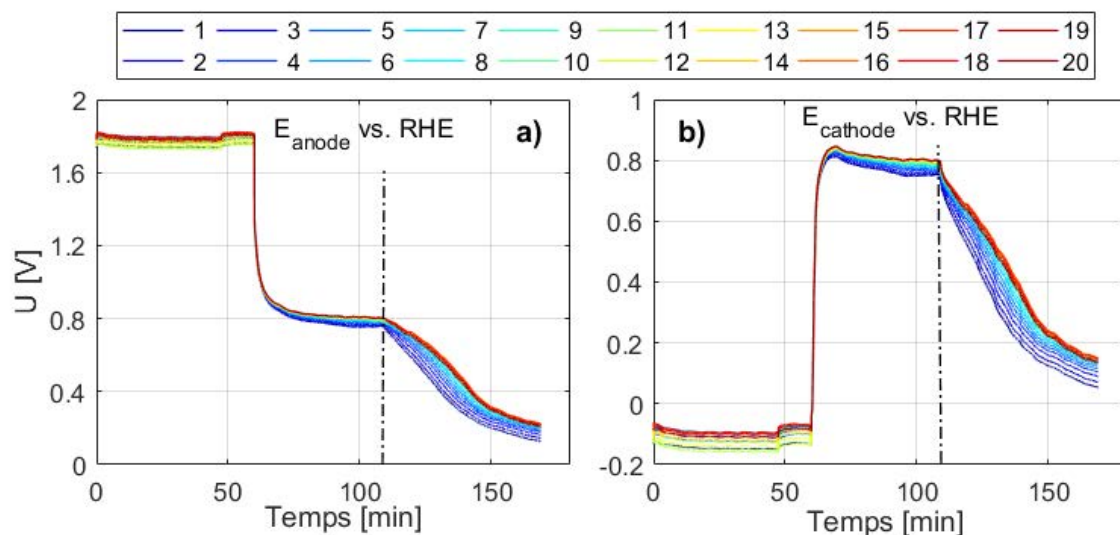 1 3 5 7 9 11 13 15 17 19
2 4 6 8 10 12 14 16 18 20
E_anode vs. RHE a)
E_cathode vs. RHE b)
U [V]
2
1.6
1.2
0.8
0.4
0
0 50 100 150
Temps [min]
1
0.8
0.6
0.4
0.2
0
-0.2
0 50 100 150
Temps [min]